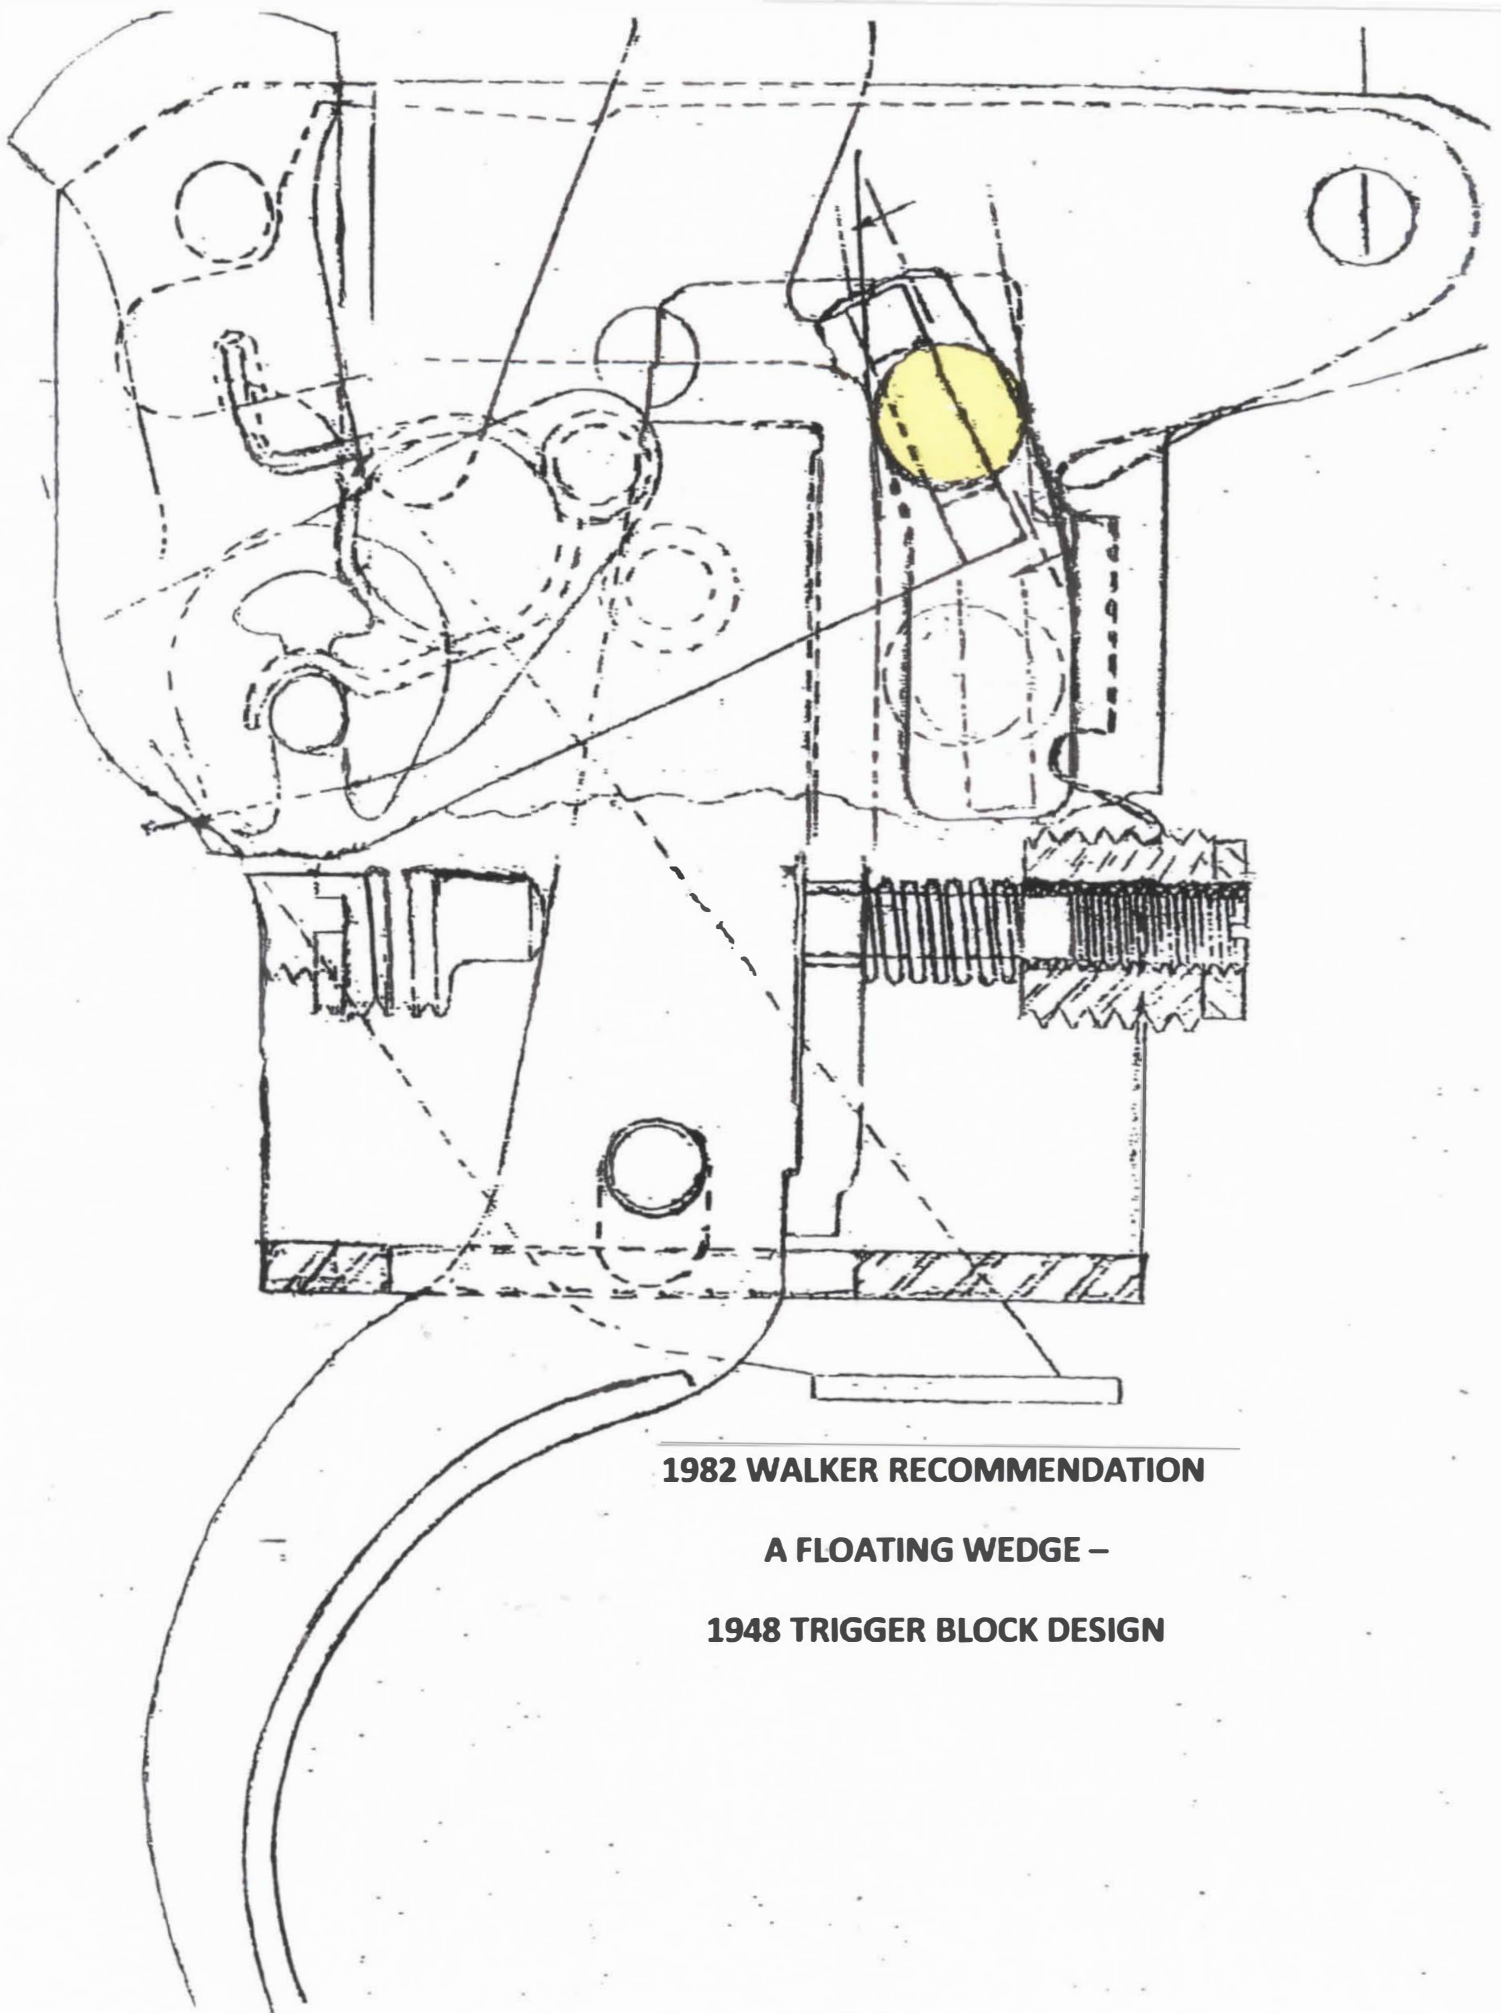 1982 WALKER RECOMMENDATION
A FLOATING WEDGE –
1948 TRIGGER BLOCK DESIGN